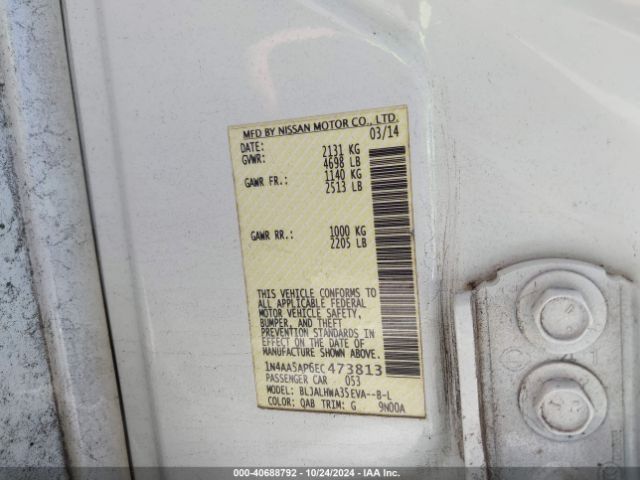 MFD BY NISSAN MOTOR CO., LTD.
DATE: 03/14
GVWR: 2131 KG
4698 LB
GAWR FR.: 1140 KG
2513 LB
GAWR RR.: 1000 KG
2205 LB
THIS VEHICLE CONFORMS TO
ALL APPLICABLE FEDERAL
MOTOR VEHICLE SAFETY,
BUMPER, AND THEFT
PREVENTION STANDARDS IN
EFFECT ON THE DATE OF
MANUFACTURE SHOWN ABOVE.
1N4AA5AP6EC473813
PASSENGER CAR 053
MODEL: BLJALHWA35EVA--B-L
COLOR: QAB TRIM: G 9N00A
000-40688792 - 10/24/2024 - IAA Inc.